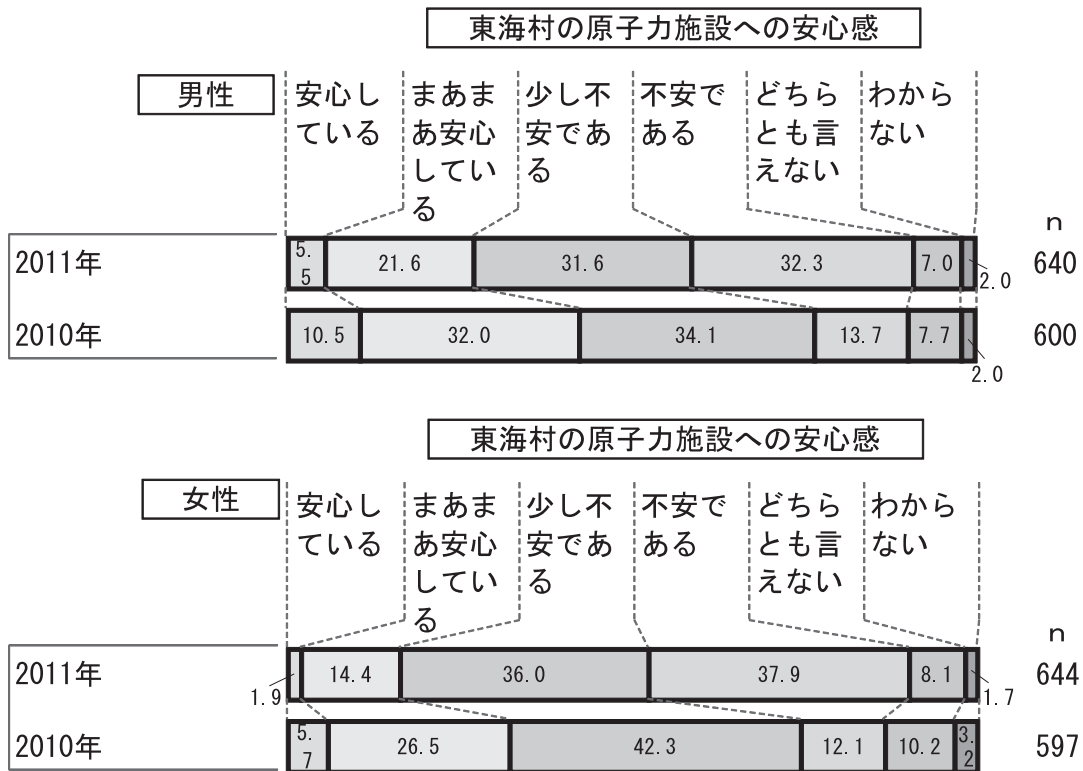 東海村の原子力施設への安心感
男性
安心し
ている
まあま
あ安心
してい
る
少し不
安であ
る
不安で
ある
どちら
とも言
えない
わから
ない
n
2011年
5.
5
21.6
31.6
32.3
7.0
2.0
640
2010年
10.5
32.0
34.1
13.7
7.7
2.0
600
東海村の原子力施設への安心感
女性
安心し
ている
まあま
あ安心
してい
る
少し不
安であ
る
不安で
ある
どちら
とも言
えない
わから
ない
n
2011年
1.9
14.4
36.0
37.9
8.1
1.7
644
2010年
5.
7
26.5
42.3
12.1
10.2
3.
2
597